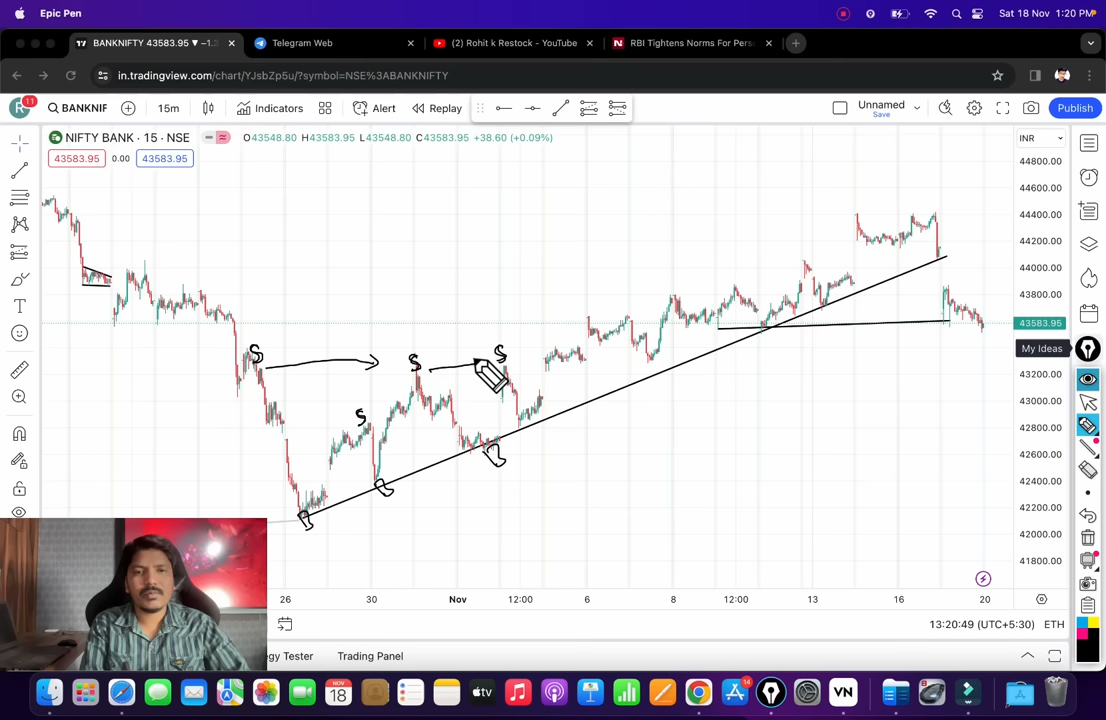 Epic Pen
Sat 18 Nov 1:20 PM
BANKNIFTY 43583.95 ▼ −1.
Telegram Web
(2) Rohit k Restock - YouTube
RBI Tightens Norms For Pers
in.tradingview.com/chart/YJsbZp5u/?symbol=NSE%3ABANKNIFTY
R
11
BANKNIF
15m
Indicators
Alert
Replay
Unnamed
Save
Publish
NIFTY BANK · 15 · NSE
O43548.80 H43583.95 L43548.80 C43583.95 +38.60 (+0.09%)
INR
43583.95
0.00
43583.95
44800.00
44600.00
44400.00
44200.00
44000.00
43800.00
43583.95
My Ideas
43200.00
43000.00
42800.00
42600.00
42400.00
42200.00
42000.00
41800.00
S
S
S
S
26
30
Nov
12:00
6
8
12:00
13
16
20
13:20:49 (UTC+5:30)
ETH
egy Tester
Trading Panel
NOV
18
tv
14
VN